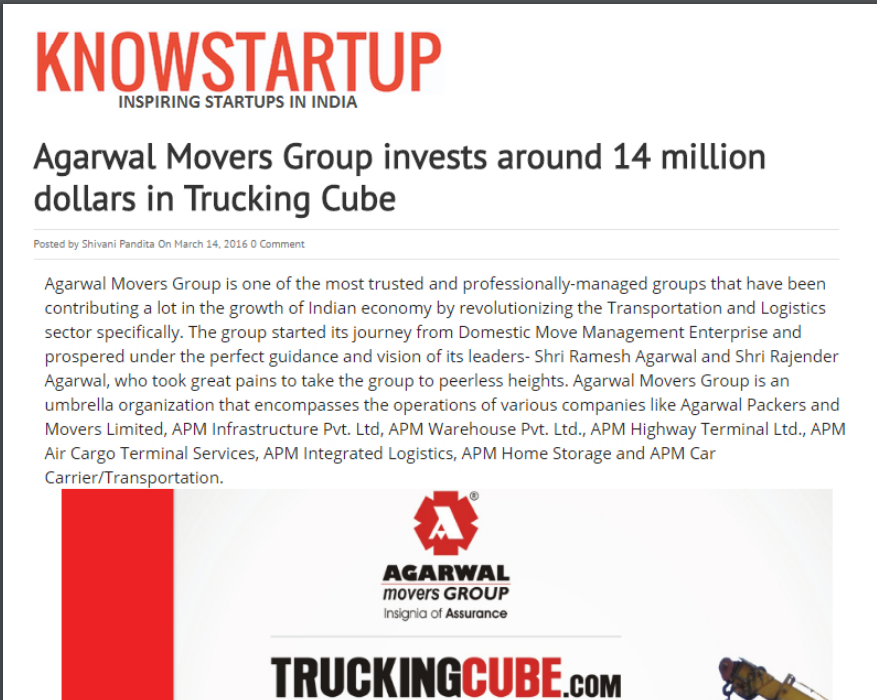 KNOWSTARTUP
INSPIRING STARTUPS IN INDIA
Agarwal Movers Group invests around 14 million
dollars in Trucking Cube
Posted by Shivani Pandita On March 14, 2016 0 Comment
Agarwal Movers Group is one of the most trusted and professionally-managed groups that have been
contributing a lot in the growth of Indian economy by revolutionizing the Transportation and Logistics
sector specifically. The group started its journey from Domestic Move Management Enterprise and
prospered under the perfect guidance and vision of its leaders- Shri Ramesh Agarwal and Shri Rajender
Agarwal, who took great pains to take the group to peerless heights. Agarwal Movers Group is an
umbrella organization that encompasses the operations of various companies like Agarwal Packers and
Movers Limited, APM Infrastructure Pvt. Ltd, APM Warehouse Pvt. Ltd., APM Highway Terminal Ltd., APM
Air Cargo Terminal Services, APM Integrated Logistics, APM Home Storage and APM Car
Carrier/Transportation.
A ®
AGARWAL
movers GROUP
Insignia of Assurance
TRUCKINGCUBE.COM